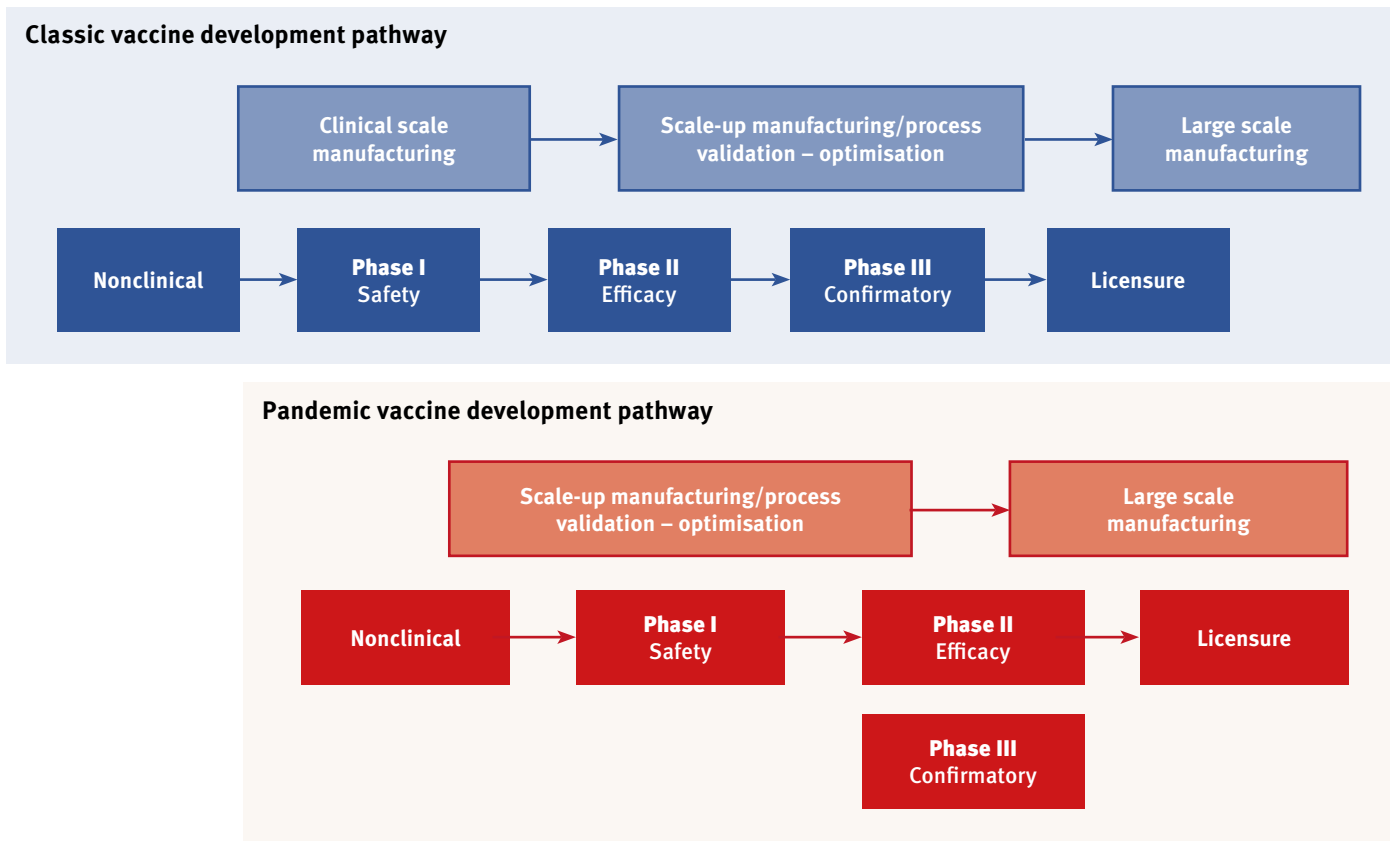 Classic vaccine development pathway
Clinical scale
manufacturing
Scale-up manufacturing/process
validation – optimisation
Large scale
manufacturing
Nonclinical
Phase I
Safety
Phase II
Efficacy
Phase III
Confirmatory
Licensure
Pandemic vaccine development pathway
Scale-up manufacturing/process
validation – optimisation
Large scale
manufacturing
Nonclinical
Phase I
Safety
Phase II
Efficacy
Licensure
Phase III
Confirmatory